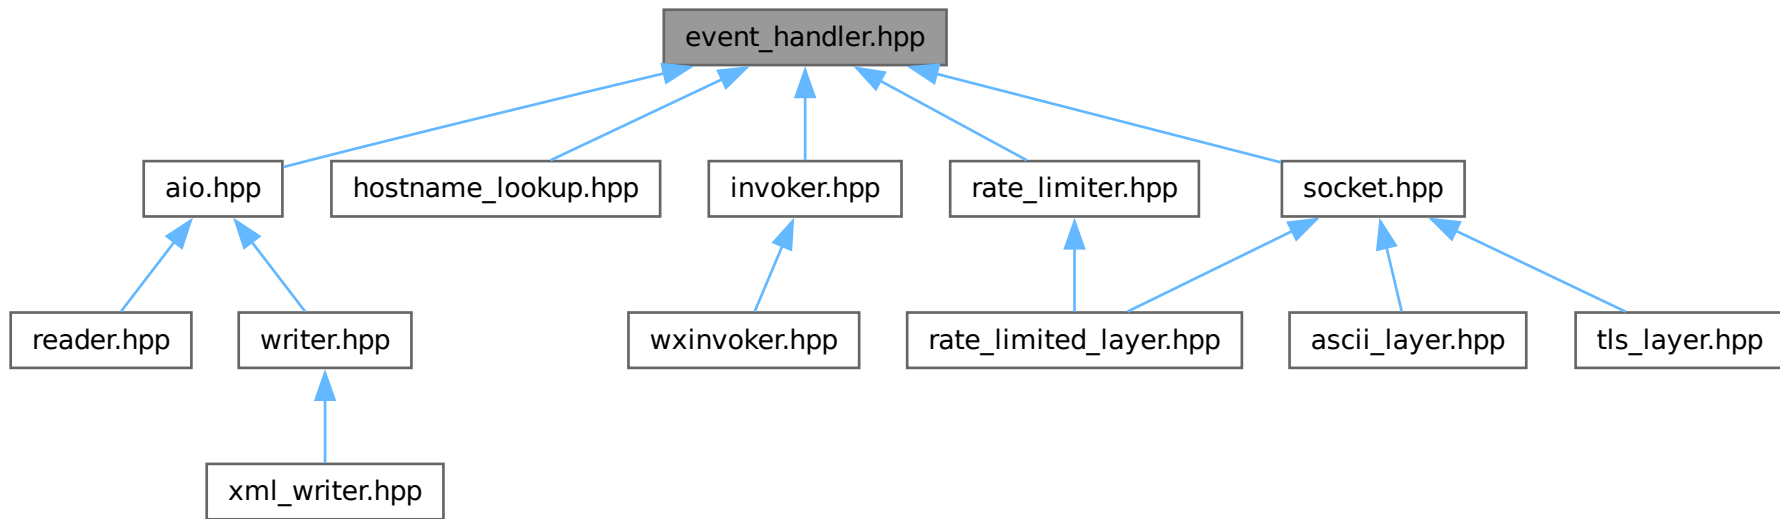 event_handler.hpp
aio.hpp
hostname_lookup.hpp
invoker.hpp
rate_limiter.hpp
socket.hpp
reader.hpp
writer.hpp
wxinvoker.hpp
rate_limited_layer.hpp
ascii_layer.hpp
tls_layer.hpp
xml_writer.hpp